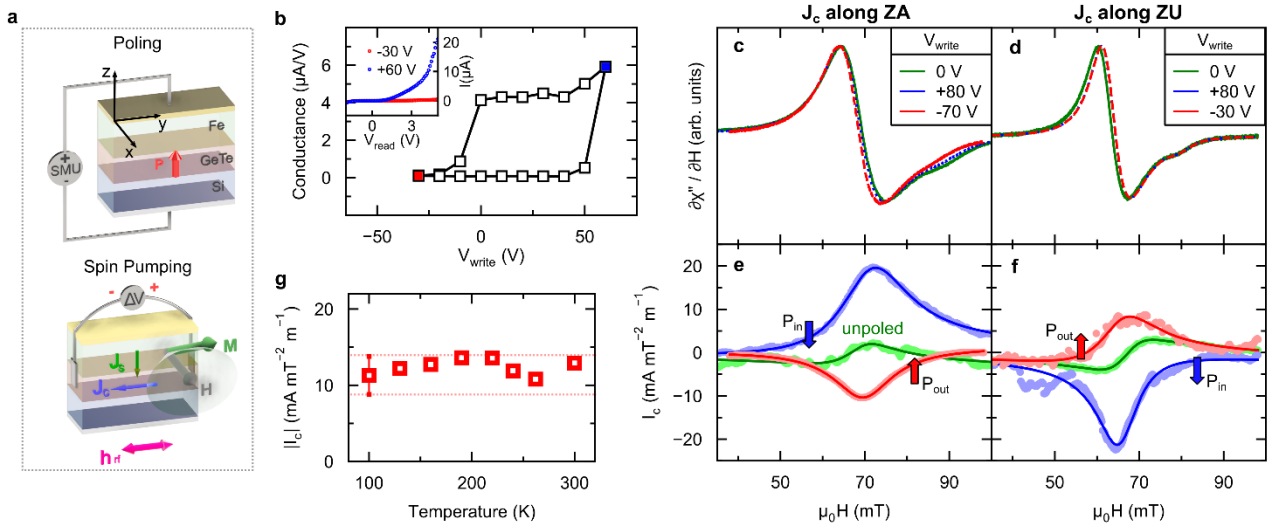 a
Poling
z
y
x
Fe
GeTe
Si
P
+
SMU
-
Spin Pumping
- ΔV +
Js
M
Jc
H
hrf
b
-30 V
+60 V
20
10
0
I(μA)
0 3
Vread (V)
6
4
2
0
Conductance (μA/V)
−50 0 50
Vwrite (V)
g
20
10
0
|Ic| (mA mT−2 m−1)
100 200 300
Temperature (K)
Jc along ZA
Jc along ZU
c
Vwrite
0 V
+80 V
-70 V
d
Vwrite
0 V
+80 V
-30 V
∂χ'' / ∂H (arb. units)
e
Pin
unpoled
Pout
f
Pout
Pin
20
10
0
−10
−20
Ic (mA mT−2 m−1)
50 70 90
μ0H (mT)
50 70 90
μ0H (mT)